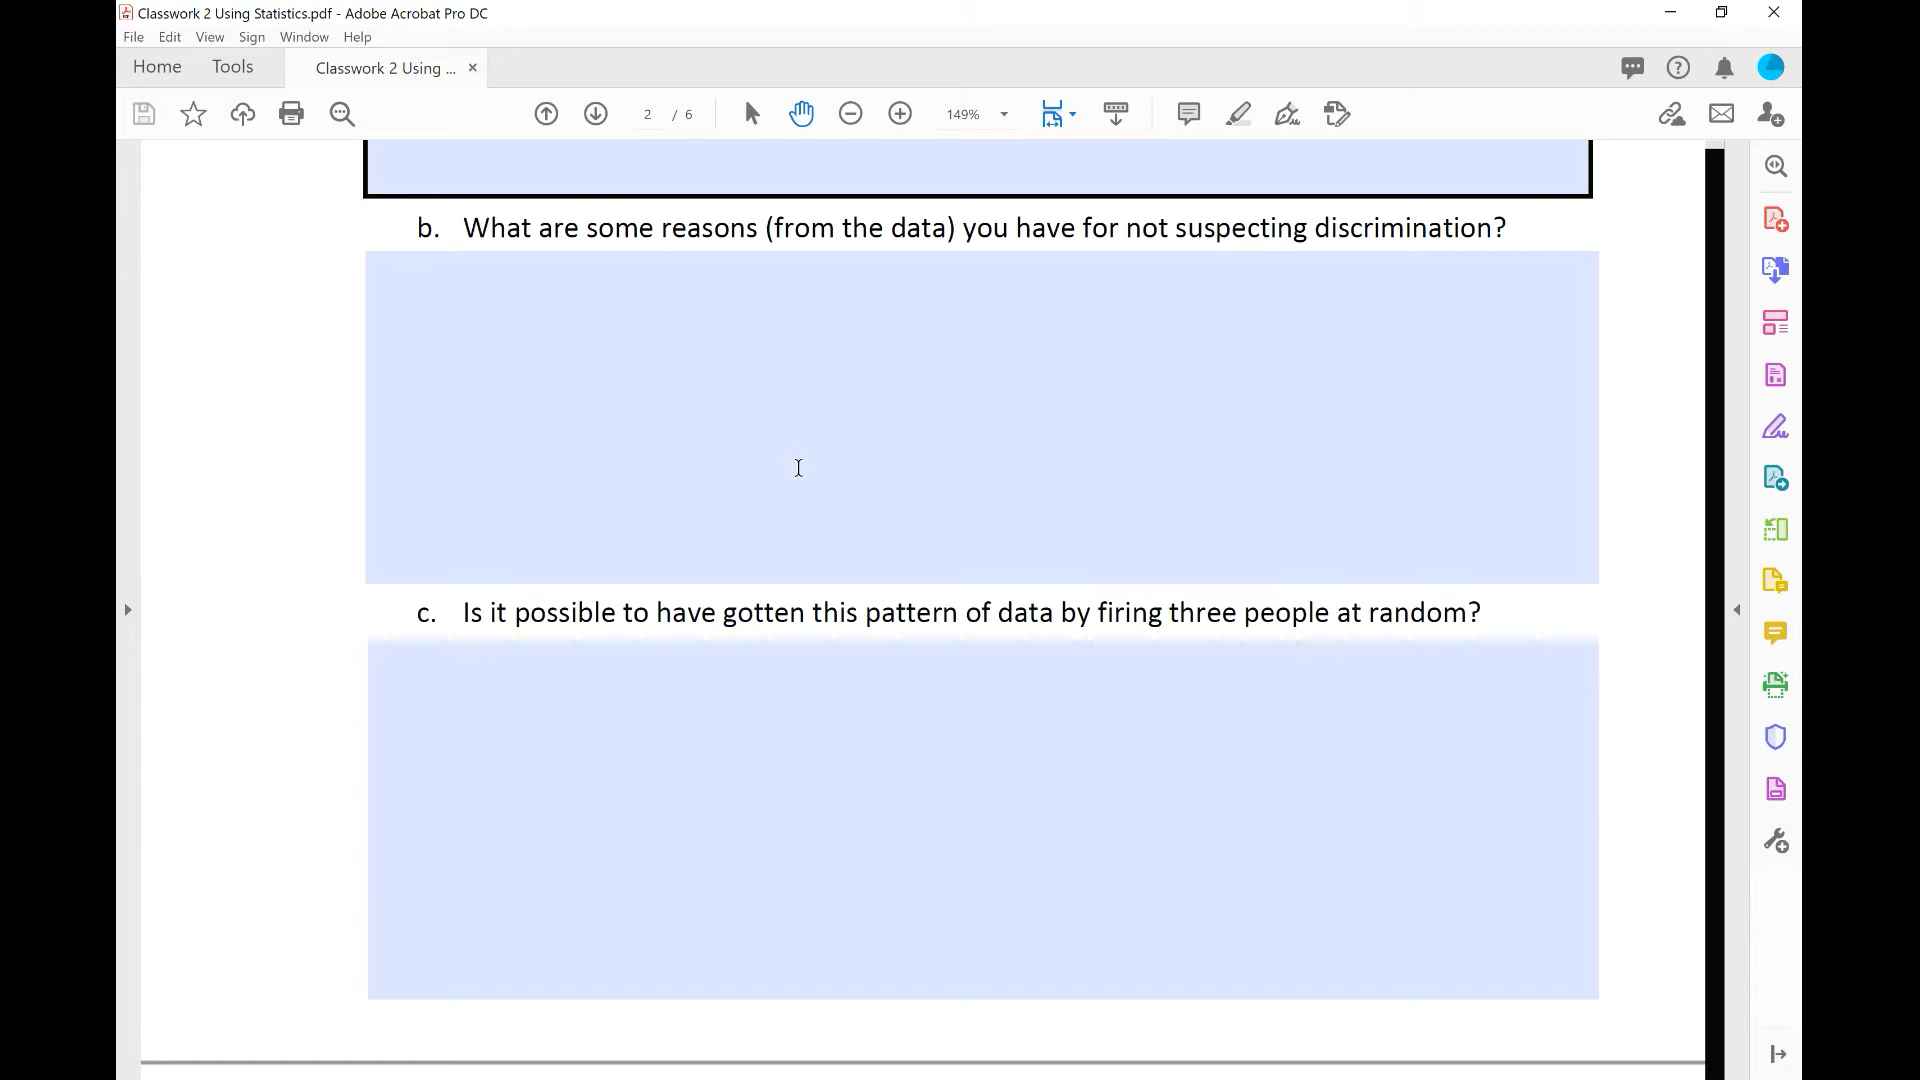 Classwork 2 Using Statistics.pdf - Adobe Acrobat Pro DC
File Edit View Sign Window Help
Home Tools Classwork 2 Using ... ×
2 / 6 149%
b. What are some reasons (from the data) you have for not suspecting discrimination?
c. Is it possible to have gotten this pattern of data by firing three people at random?